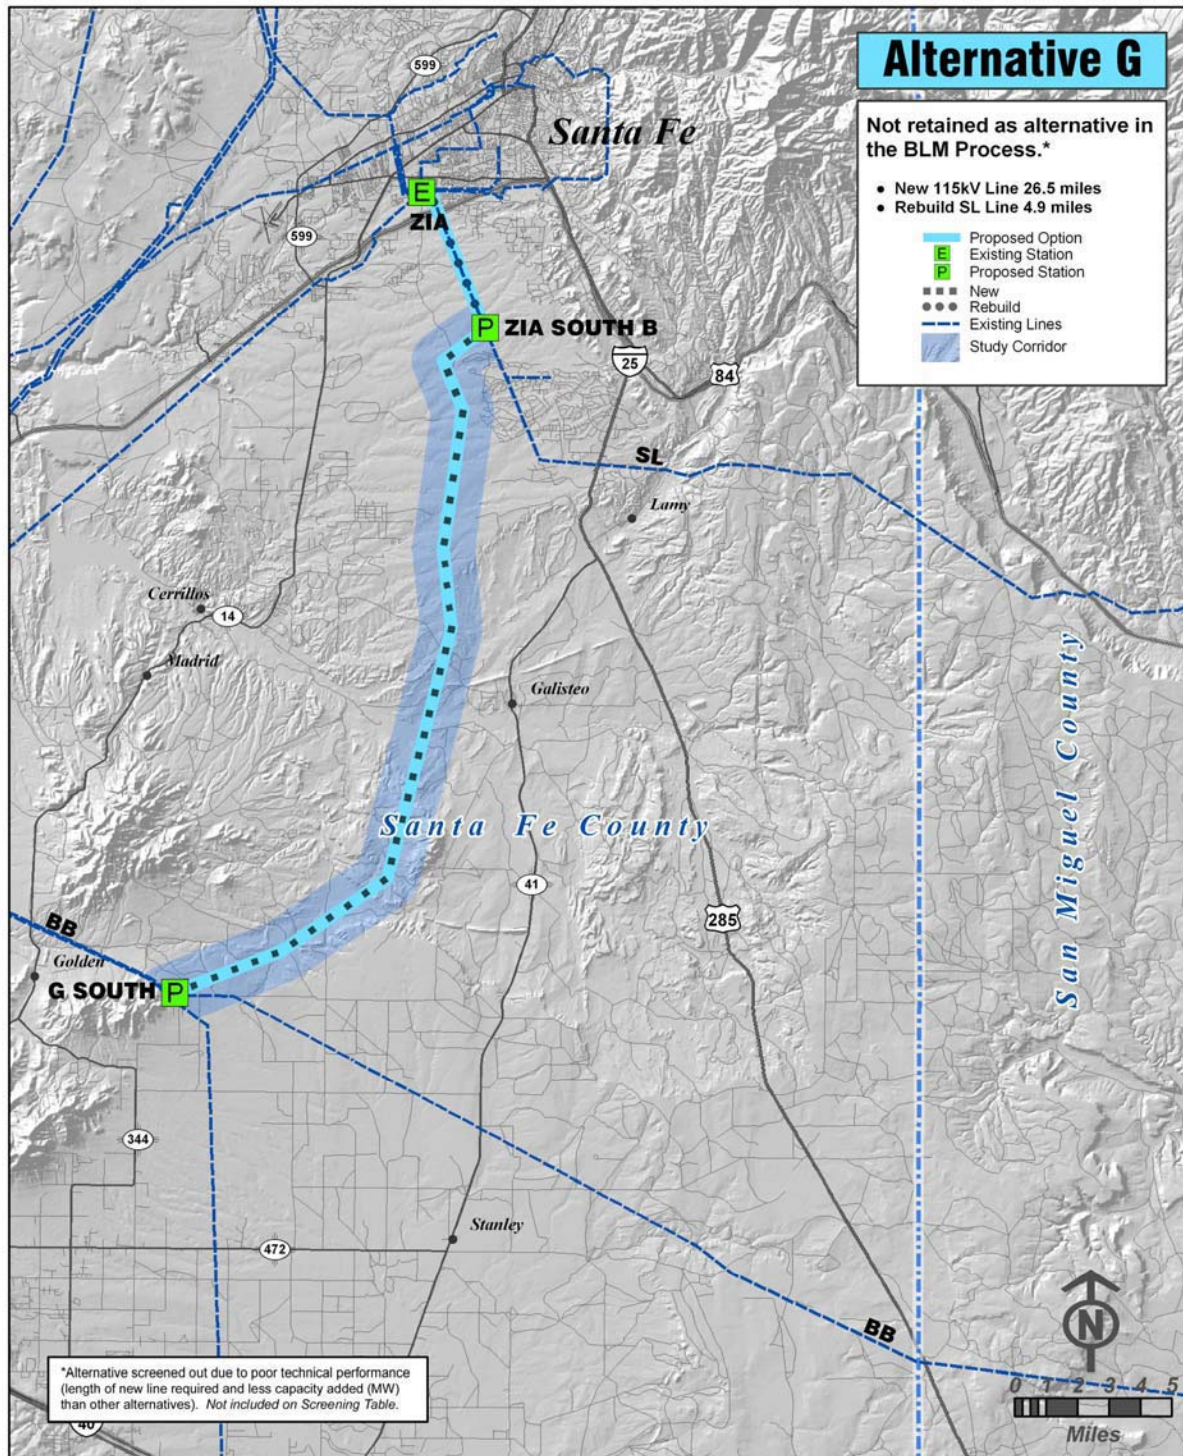 Alternative G
Not retained as alternative in
the BLM Process.*
• New 115kV Line 26.5 miles
• Rebuild SL Line 4.9 miles
Proposed Option
E Existing Station
P Proposed Station
New
Rebuild
Existing Lines
Study Corridor
599
Santa Fe
E
ZIA
599
P ZIA SOUTH B
25
84
SL
Lamy
Cerrillos
14
Madrid
Galisteo
San Miguel County
Santa Fe County
41
285
BB
Golden
G SOUTH P
344
Stanley
472
BB
N
*Alternative screened out due to poor technical performance
(length of new line required and less capacity added (MW)
than other alternatives). Not included on Screening Table.
40
0 1 2 3 4 5
Miles